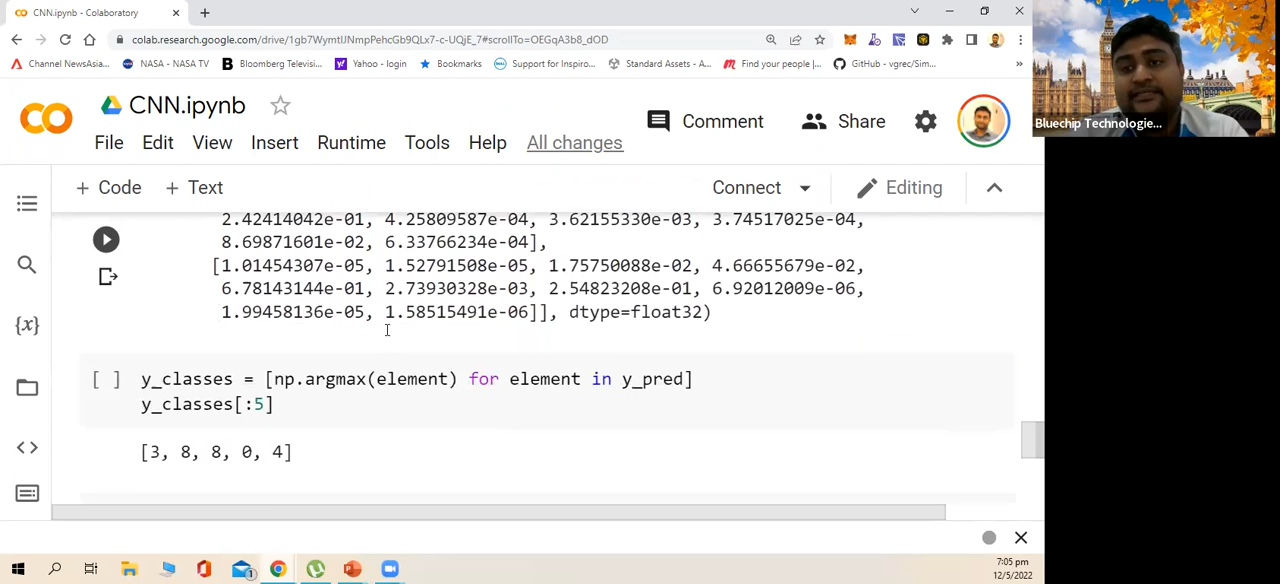 CNN.ipynb - Colaboratory
colab.research.google.com/drive/1gb7WymtlJNmpPehcGb9QLx7-c-UQjE_7#scrollTo=OEGqA3b8_dOD
Channel NewsAsia... NASA - NASA TV Bloomberg Televisi... Yahoo - login Bookmarks Support for Inspiro... Standard Assets - A... Find your people |... GitHub - vgrec/Sim... »
Bluechip Technologie...
CO CNN.ipynb
Comment Share
File Edit View Insert Runtime Tools Help All changes
+ Code + Text Connect Editing
2.42414042e-01, 4.25809587e-04, 3.62155330e-03, 3.74517025e-04,
8.69871601e-02, 6.33766234e-04],
[1.01454307e-05, 1.52791508e-05, 1.75750088e-02, 4.66655679e-02,
6.78143144e-01, 2.73930328e-03, 2.54823208e-01, 6.92012009e-06,
1.99458136e-05, 1.58515491e-06]], dtype=float32)
{x}
[ ] y_classes = [np.argmax(element) for element in y_pred]
y_classes[:5]
[3, 8, 8, 0, 4]
7:05 pm
12/5/2022